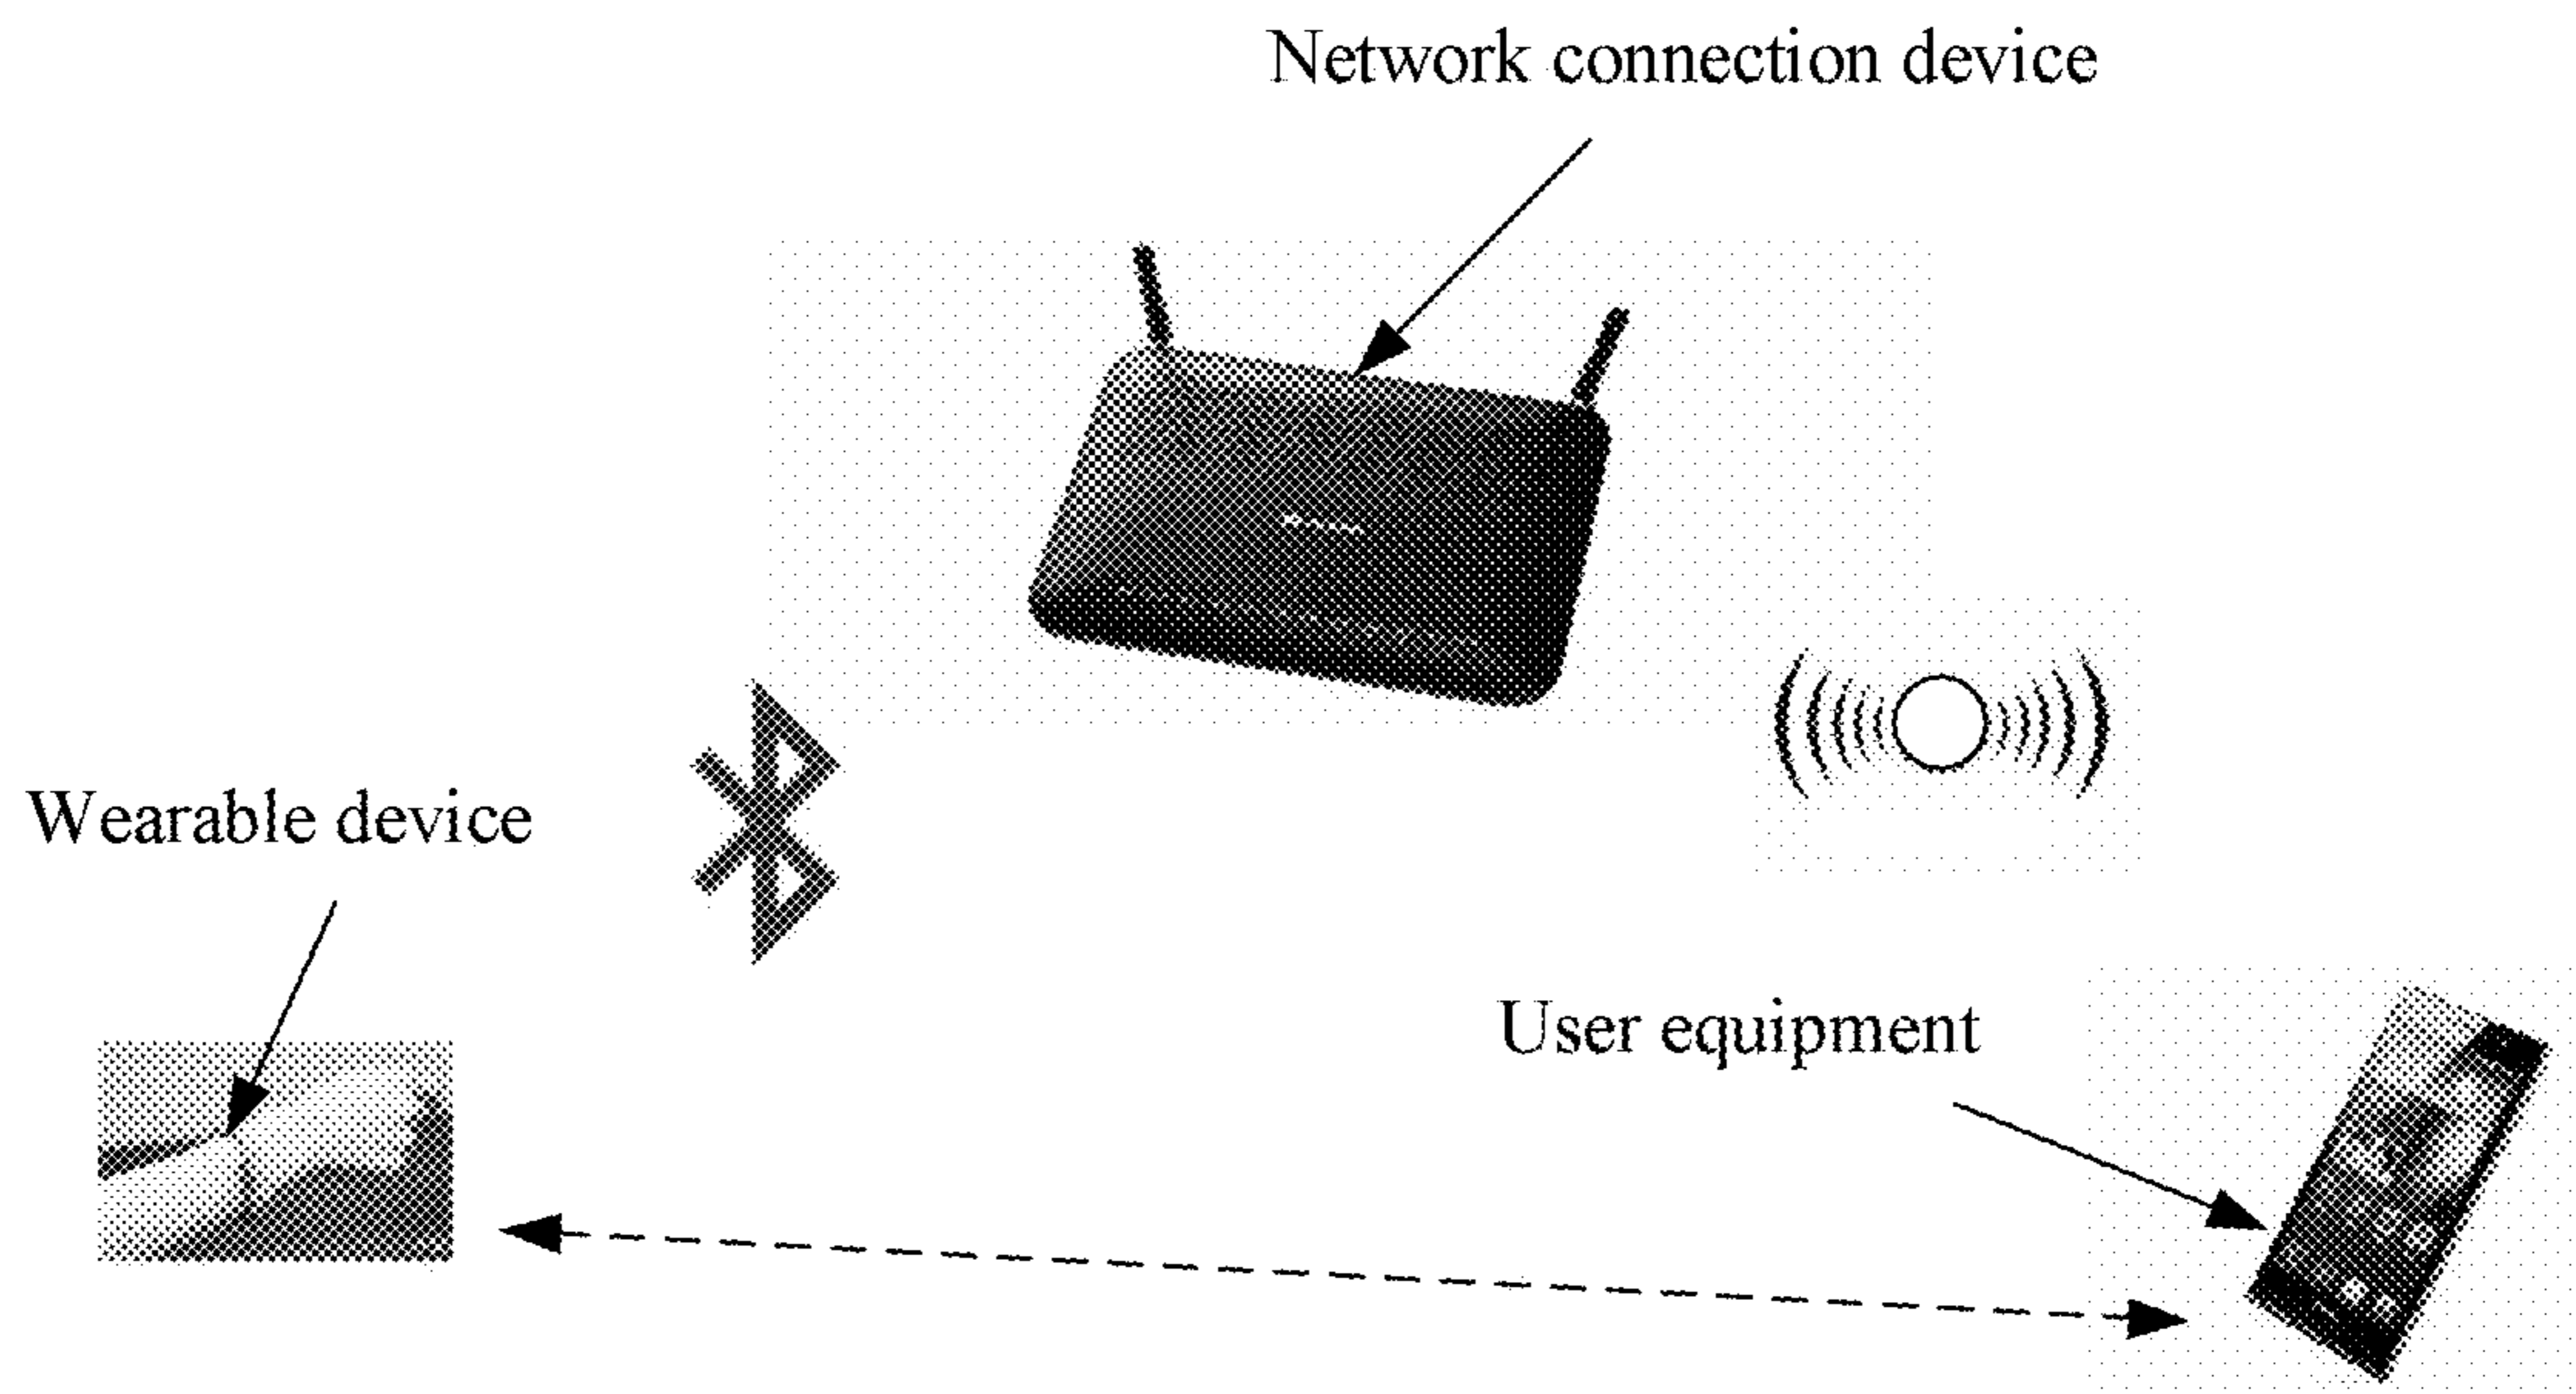 Network connection device
Wearable device
User equipment